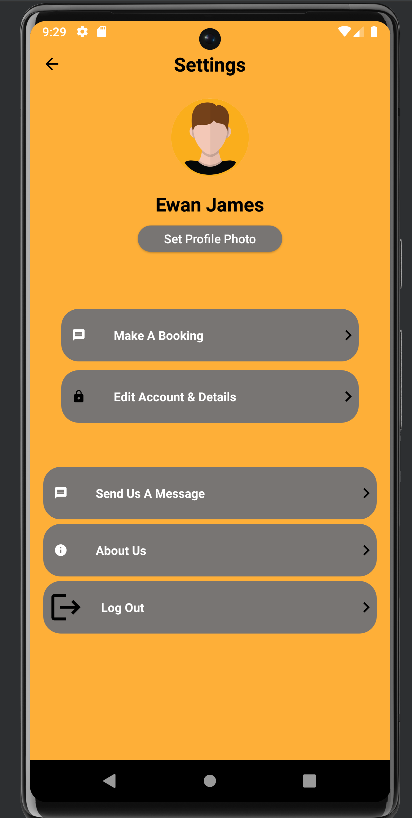 9:29
Settings
Ewan James
Set Profile Photo
Make A Booking
Edit Account & Details
Send Us A Message
About Us
Log Out